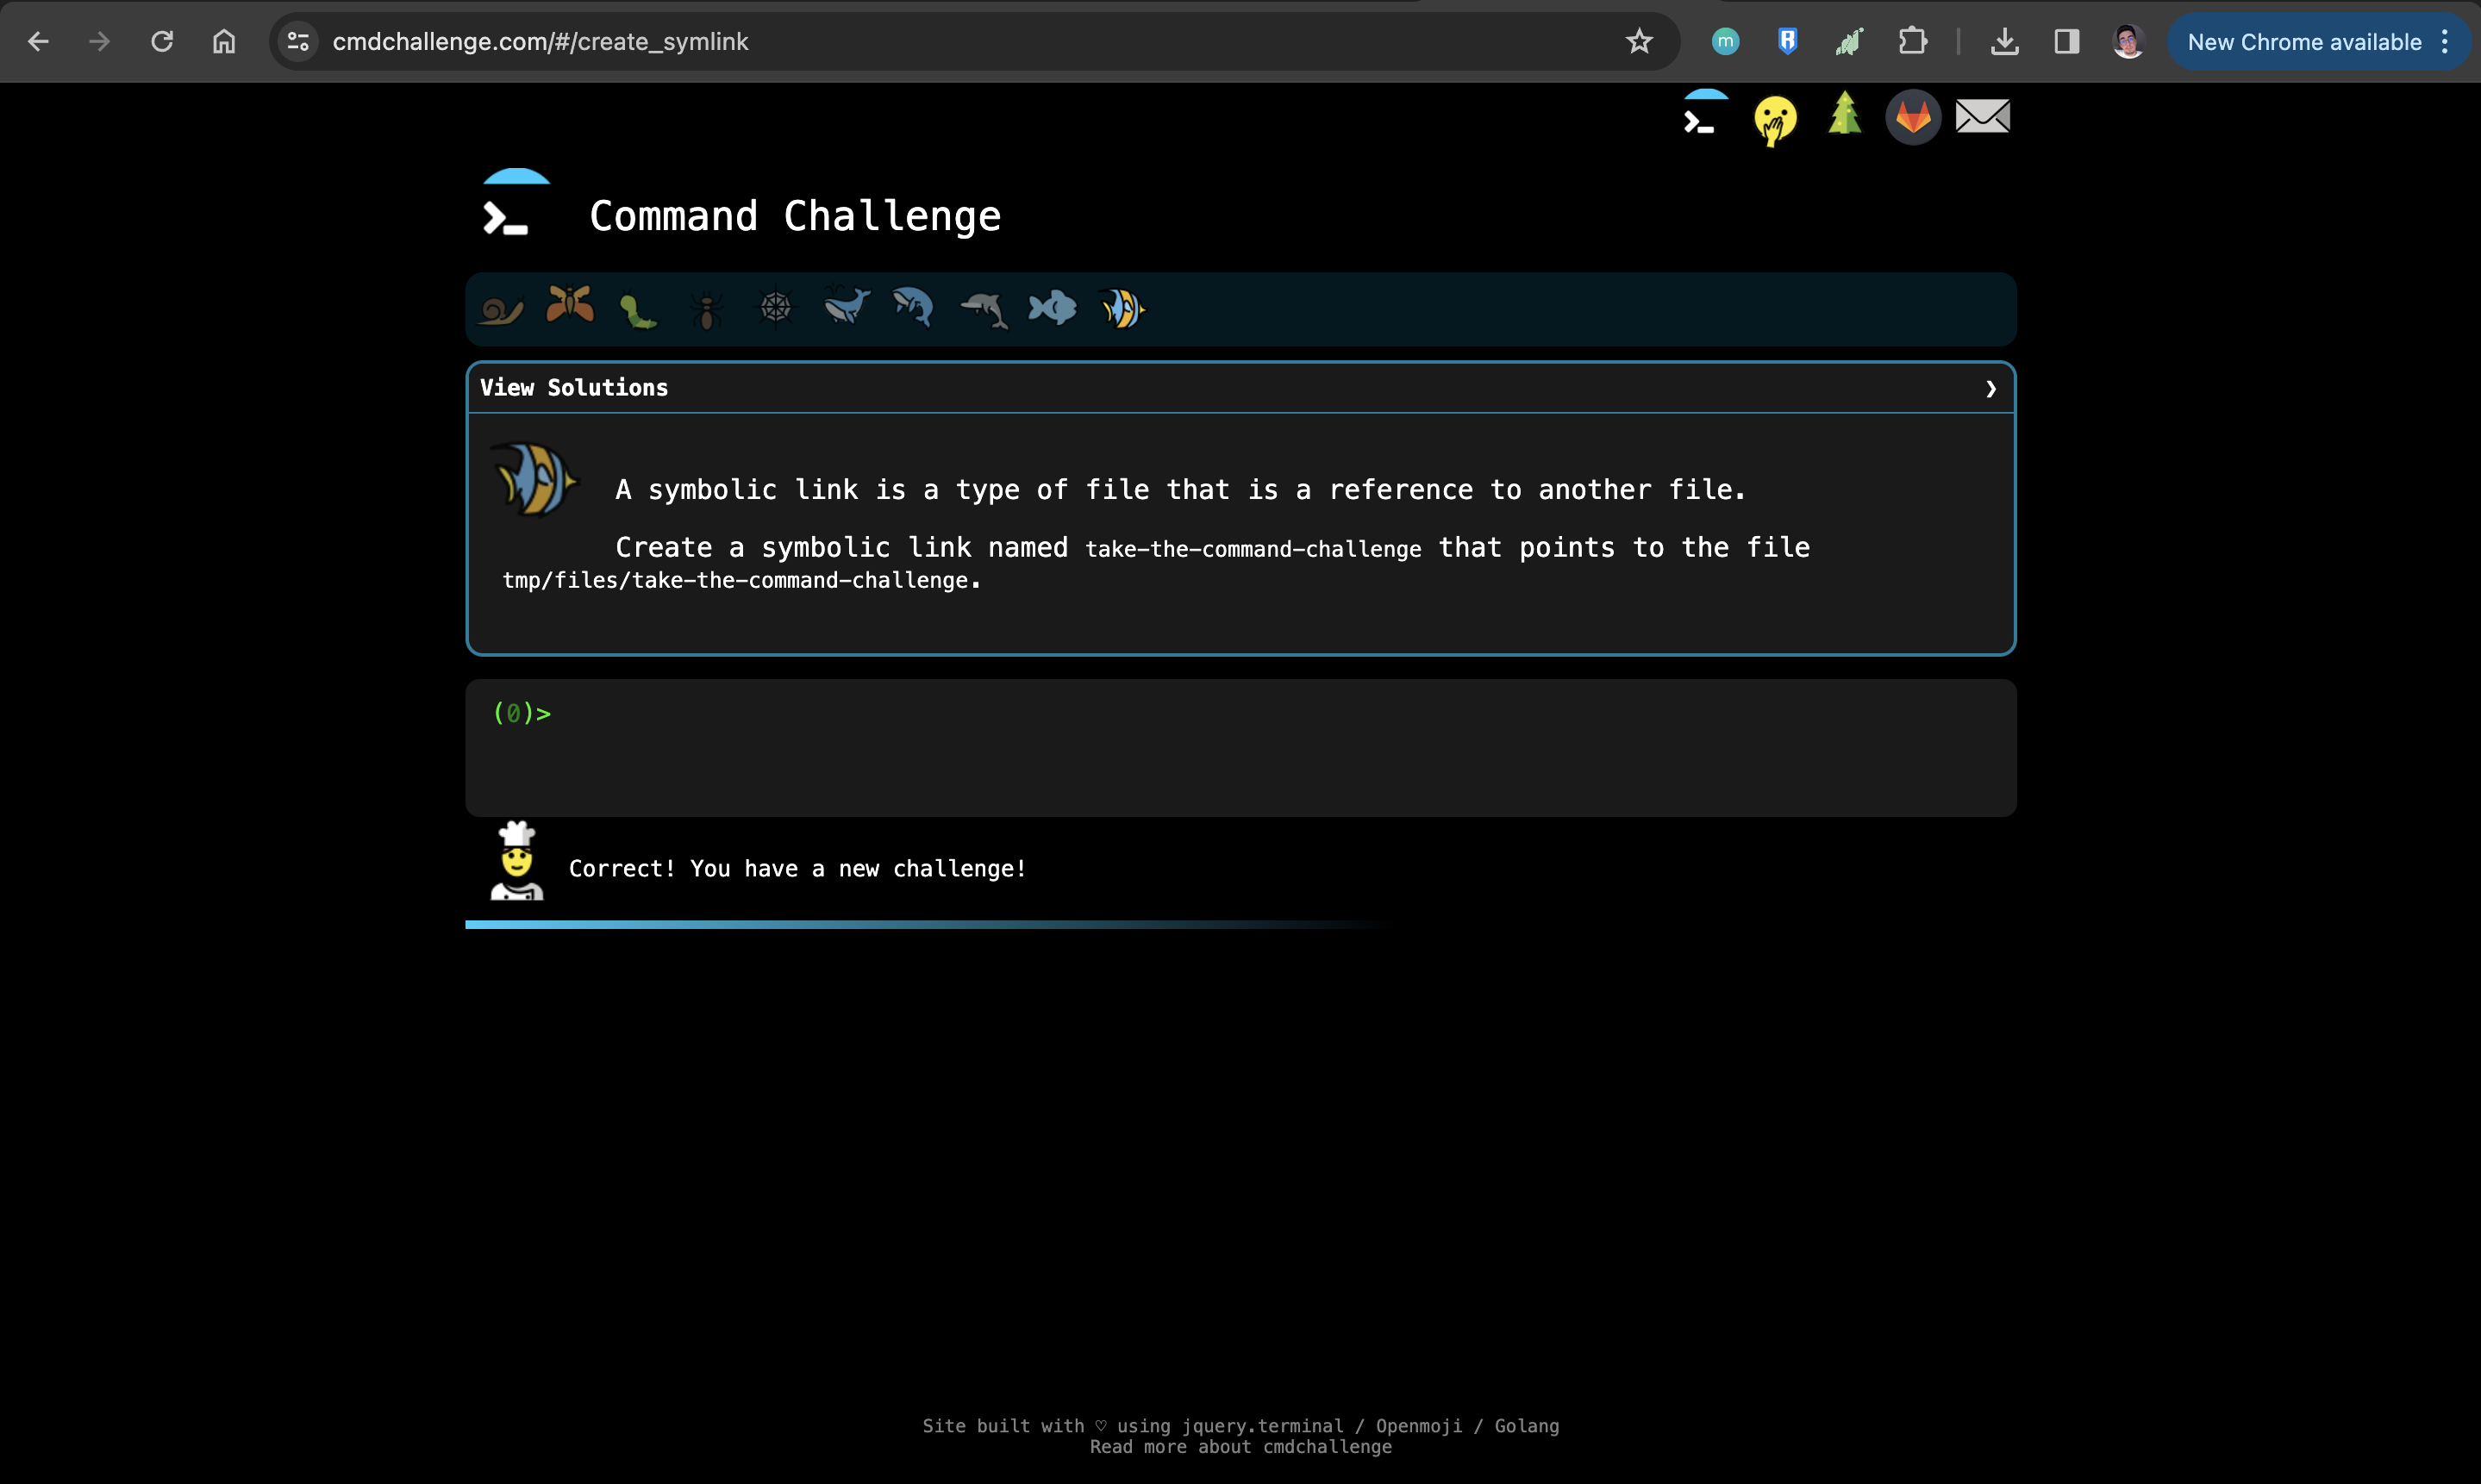 cmdchallenge.com/#/create_symlink
m
New Chrome available
>_
>_ Command Challenge
View Solutions ❯
A symbolic link is a type of file that is a reference to another file.
Create a symbolic link named take-the-command-challenge that points to the file
tmp/files/take-the-command-challenge.
(0)>
Correct! You have a new challenge!
Site built with ♡ using jquery.terminal / Openmoji / Golang
Read more about cmdchallenge